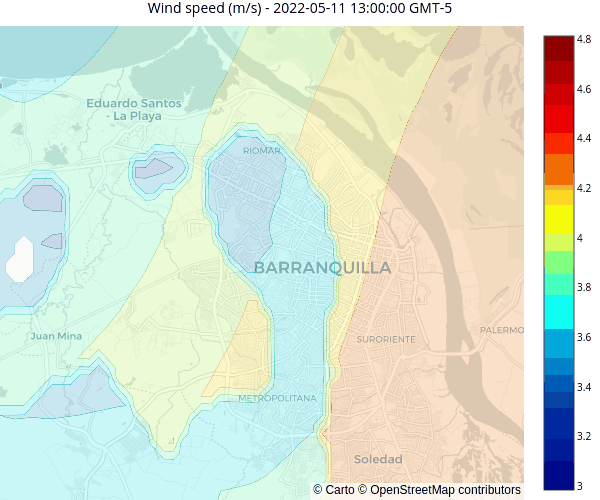 Wind speed (m/s) - 2022-05-11 13:00:00 GMT-5
4.8
4.6
4.4
4.2
4
3.8
3.6
3.4
3.2
3
Eduardo Santos
- La Playa
RIOMAR
BARRANQUILLA
Juan Mina
SURORIENTE
PALERMO
METROPOLITANA
Soledad
© Carto © OpenStreetMap contributors